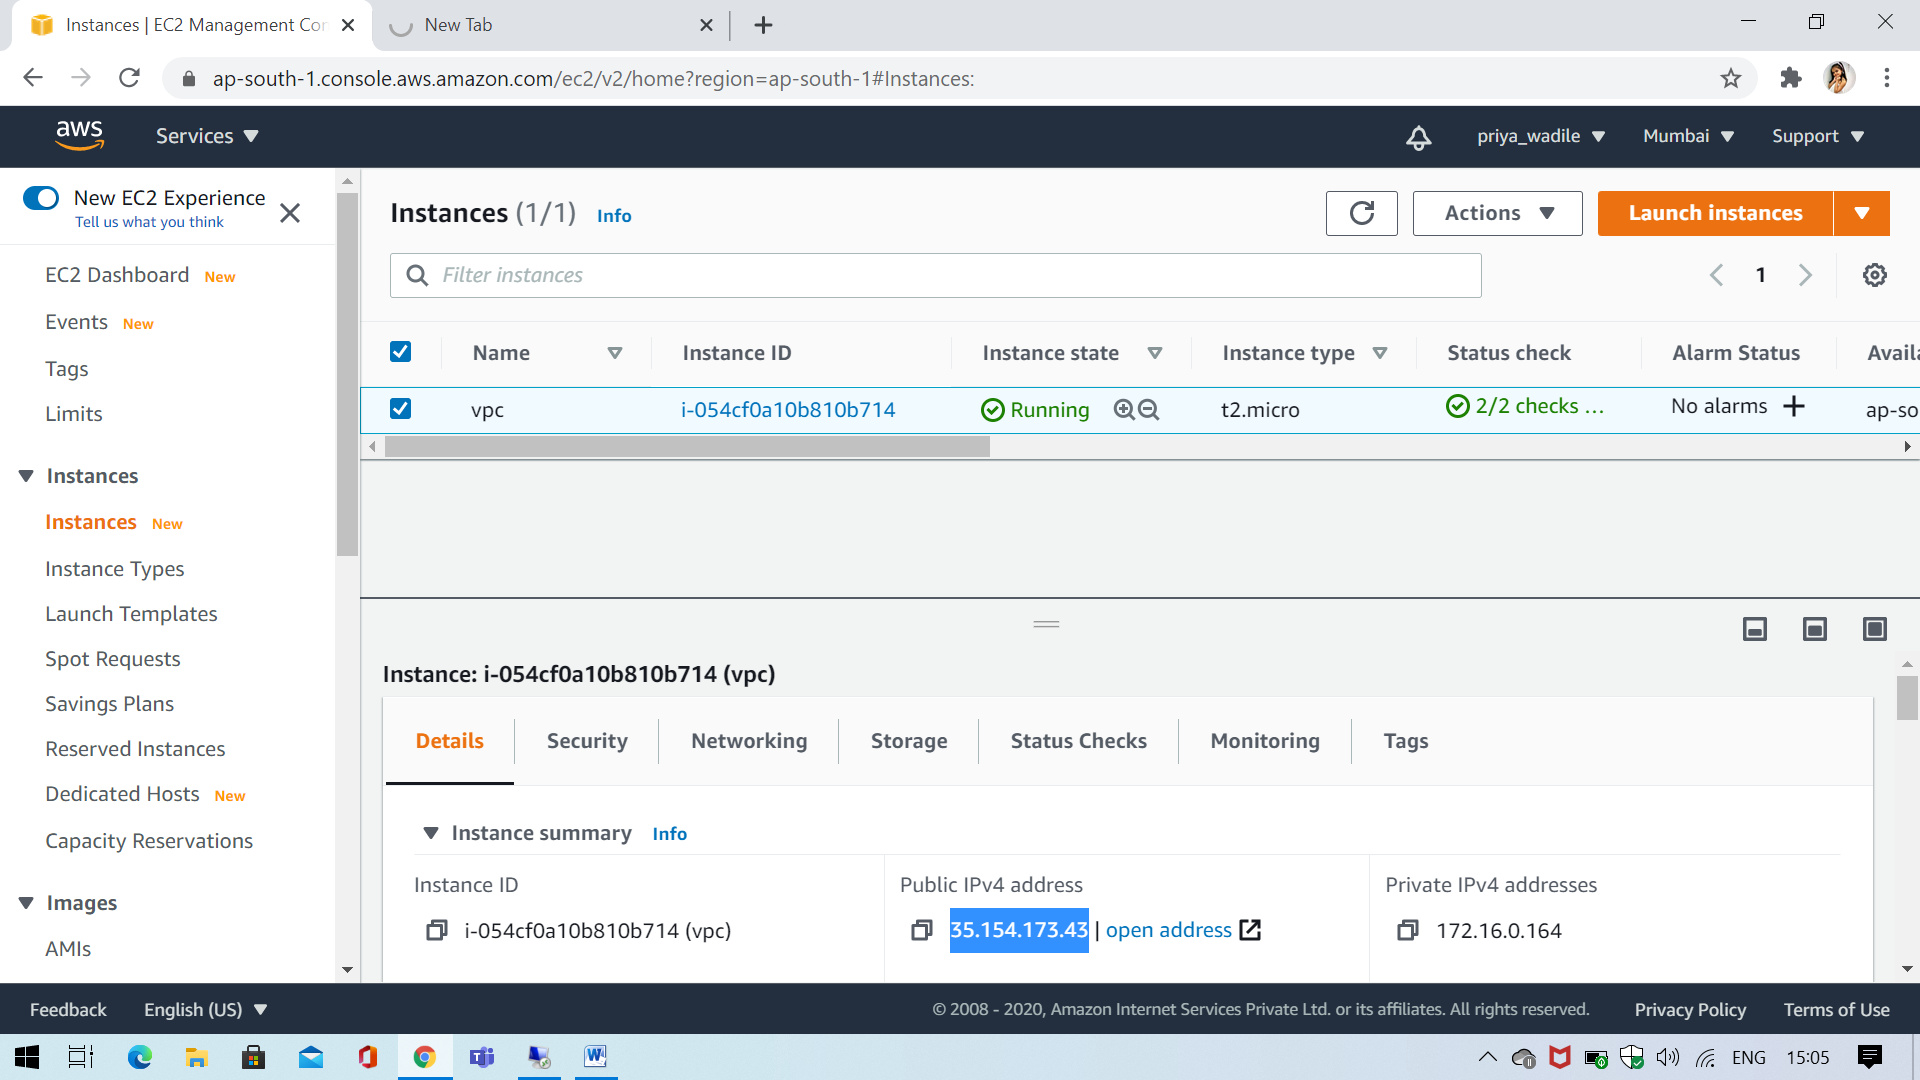 Instances | EC2 Management Cor
New Tab
ap-south-1.console.aws.amazon.com/ec2/v2/home?region=ap-south-1#Instances:
aws
Services
priya_wadile
Mumbai
Support
New EC2 Experience
Tell us what you think
EC2 Dashboard New
Events New
Tags
Limits
Instances
Instances New
Instance Types
Launch Templates
Spot Requests
Savings Plans
Reserved Instances
Dedicated Hosts New
Capacity Reservations
Images
AMIs
Instances (1/1) Info
Actions
Launch instances
Filter instances
1
Name Instance ID Instance state Instance type Status check Alarm Status Availa
vpc i-054cf0a10b810b714 Running t2.micro 2/2 checks ... No alarms + ap-so
Instance: i-054cf0a10b810b714 (vpc)
Details Security Networking Storage Status Checks Monitoring Tags
Instance summary Info
Instance ID
i-054cf0a10b810b714 (vpc)
Public IPv4 address
35.154.173.43 | open address
Private IPv4 addresses
172.16.0.164
Feedback English (US) © 2008 - 2020, Amazon Internet Services Private Ltd. or its affiliates. All rights reserved. Privacy Policy Terms of Use
ENG 15:05